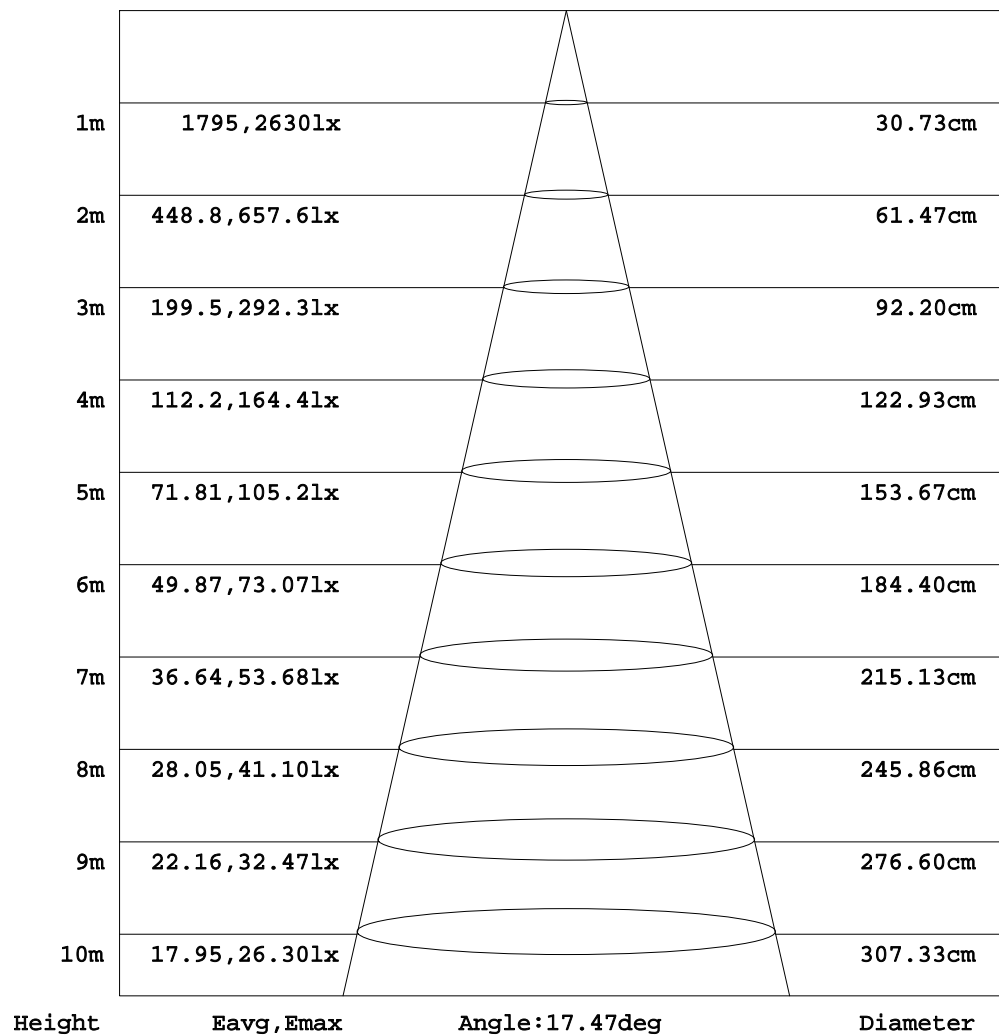 1m 1795,2630lx 30.73cm
2m 448.8,657.6lx 61.47cm
3m 199.5,292.3lx 92.20cm
4m 112.2,164.4lx 122.93cm
5m 71.81,105.2lx 153.67cm
6m 49.87,73.07lx 184.40cm
7m 36.64,53.68lx 215.13cm
8m 28.05,41.10lx 245.86cm
9m 22.16,32.47lx 276.60cm
10m 17.95,26.30lx 307.33cm
Height Eavg,Emax Angle:17.47deg Diameter